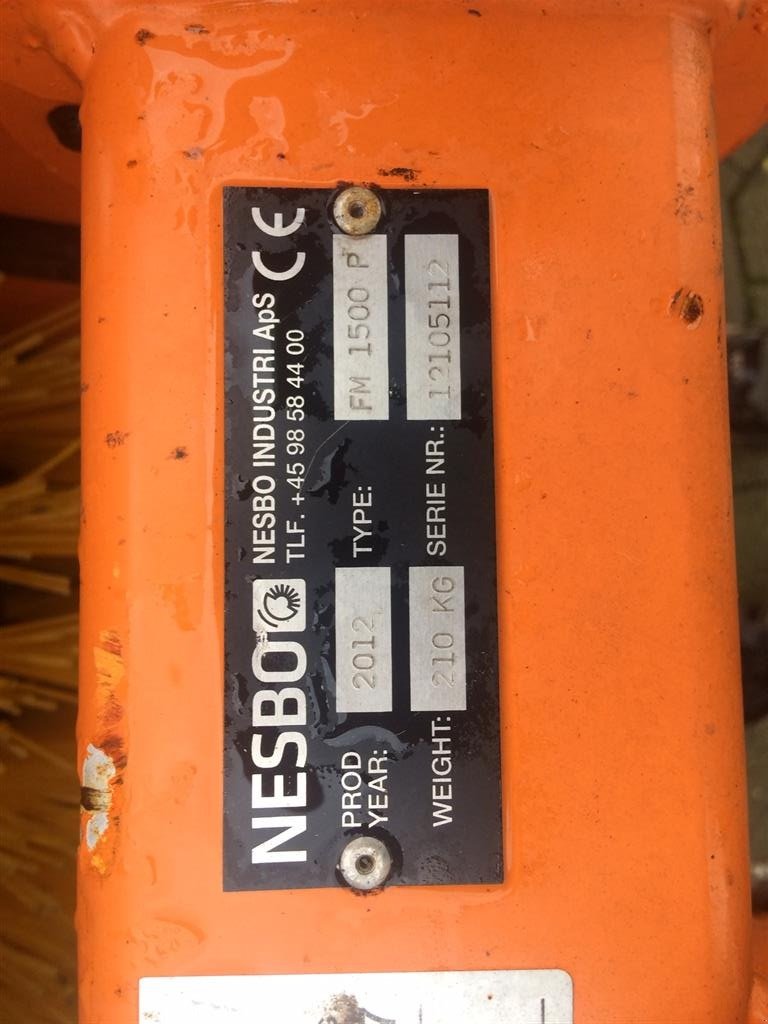 NESBO NESBO INDUSTRI ApS
TLF. +45 98 58 44 00 CE
PROD YEAR: 2012 TYPE: FM 1500 P
WEIGHT: 210 KG SERIE NR.: 12105112